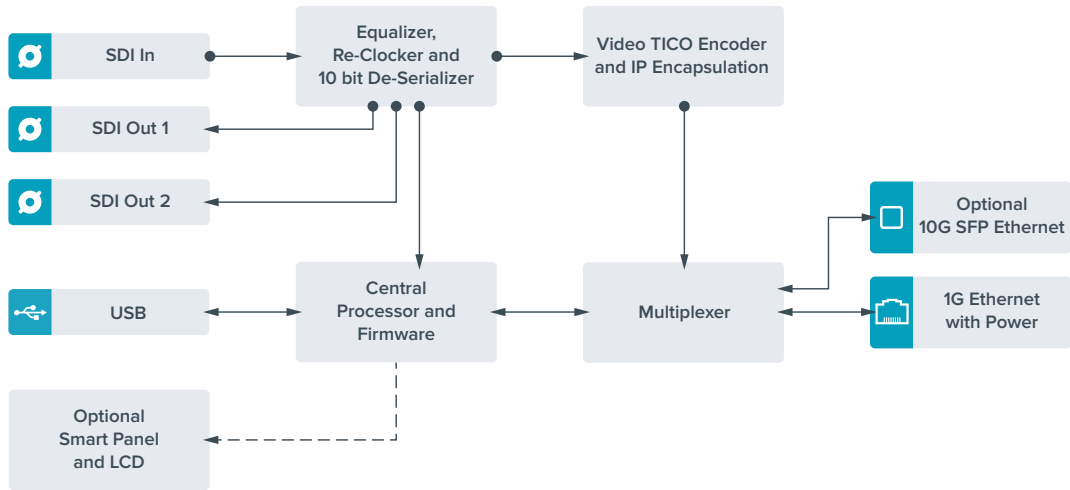 SDI In
Equalizer,
Re-Clocker and
10 bit De-Serializer
Video TICO Encoder
and IP Encapsulation
SDI Out 1
SDI Out 2
Optional
10G SFP Ethernet
USB
Central
Processor and
Firmware
Multiplexer
1G Ethernet
with Power
Optional
Smart Panel
and LCD